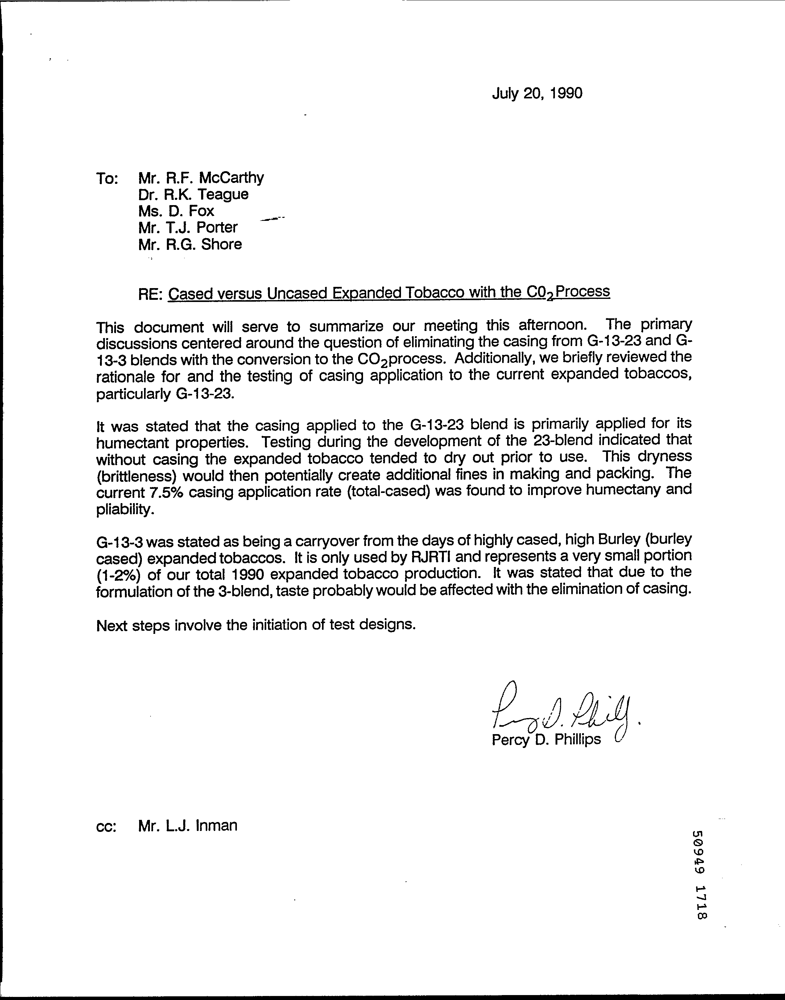 July 20, 1990
To: Mr. R.F. McCarthy
Dr. R.K. Teague
Ms. D. Fox
Mr. T.J. Porter
Mr. R.G. Shore
RE: Cased versus Uncased Expanded Tobacco with the CO₂ Process
This document will serve to summarize our meeting this afternoon. The primary
discussions centered around the question of eliminating the casing from G-13-23 and G-
13-3 blends with the conversion to the CO₂ process. Additionally, we briefly reviewed the
rationale for and the testing of casing application to the current expanded tobaccos,
particularly G-13-23.
It was stated that the casing applied to the G-13-23 blend is primarily applied for its
humectant properties. Testing during the development of the 23-blend indicated that
without casing the expanded tobacco tended to dry out prior to use. This dryness
(brittleness) would then potentially create additional fines in making and packing. The
current 7.5% casing application rate (total-cased) was found to improve humectany and
pliability.
G-13-3 was stated as being a carryover from the days of highly cased, high Burley (burley
cased) expanded tobaccos. It is only used by RJRTI and represents a very small portion
(1-2%) of our total 1990 expanded tobacco production. It was stated that due to the
formulation of the 3-blend, taste probably would be affected with the elimination of casing.
Next steps involve the initiation of test designs.
Percy D. Phillips
cc: Mr. L.J. Inman
50949 1718